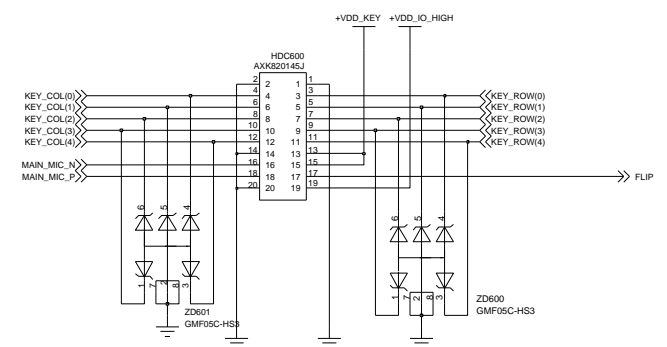 +VDD_KEY +VDD_IO_HIGH
HDC600
AXK820145J
2 2 1 1
KEY_COL(0) 4 4 3 3 KEY_ROW(0)
KEY_COL(1) 6 6 5 5 KEY_ROW(1)
KEY_COL(2) 8 8 7 7 KEY_ROW(2)
KEY_COL(3) 10 10 9 9 KEY_ROW(3)
KEY_COL(4) 12 12 11 11 KEY_ROW(4)
14 14 13 13
MAIN_MIC_N 16 16 15 15
MAIN_MIC_P 18 18 17 17 FLIP
20 20 19 19
6 5 4 6 5 4
1 7 2 8 3 1 7 2 8 3
ZD601
GMF05C-HS3
ZD600
GMF05C-HS3